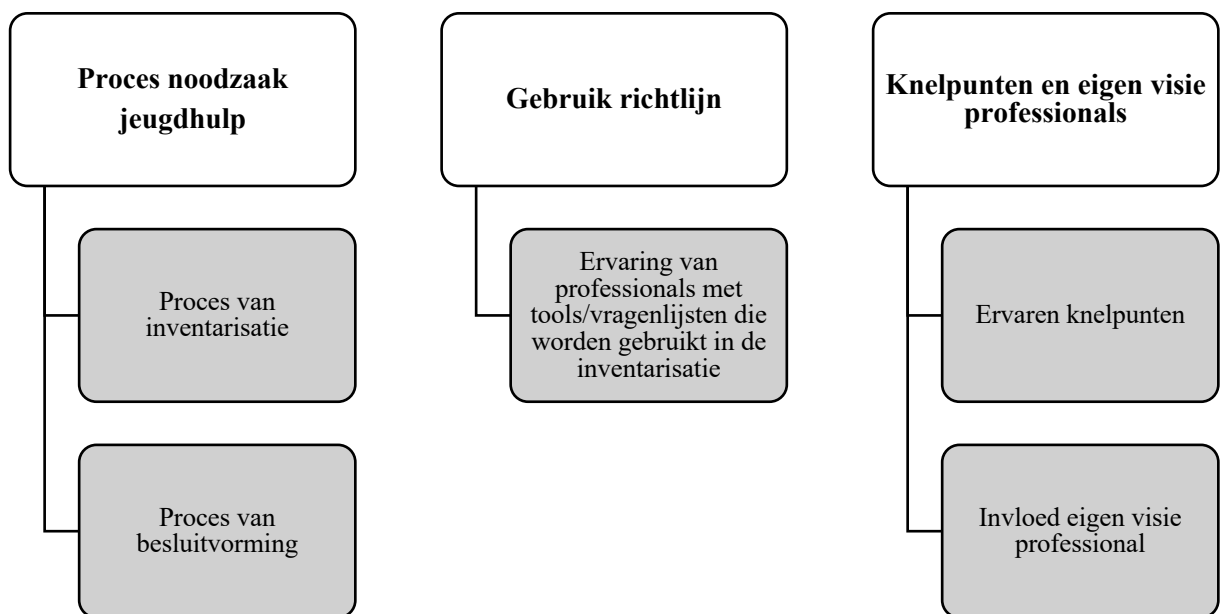 Proces noodzaak
jeugdhulp
Proces van
inventarisatie
Proces van
besluitvorming
Gebruik richtlijn
Ervaring van
professionals met
tools/vragenlijsten die
worden gebruikt in de
inventarisatie
Knelpunten en eigen visie
professionals
Ervaren knelpunten
Invloed eigen visie
professional